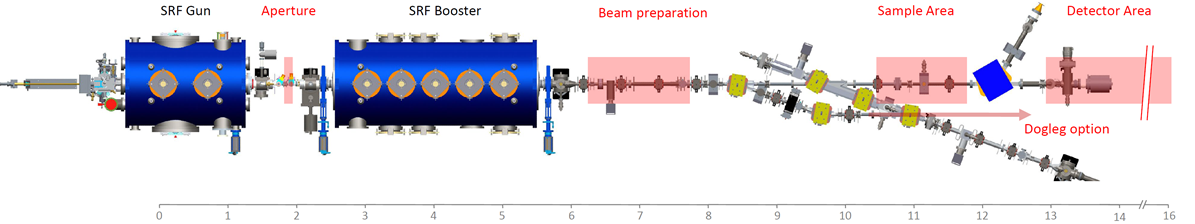 SRF Gun
Aperture
SRF Booster
Beam preparation
Sample Area
Detector Area
Dogleg option
0 1 2 3 4 5 6 7 8 9 10 11 12 13 14 16